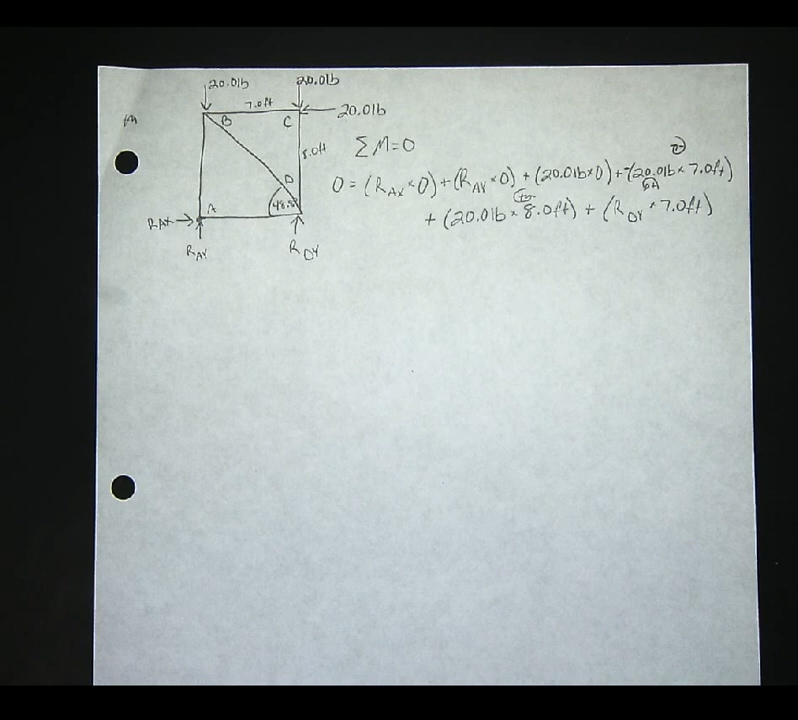 20.0lb
20.0lb
7.0ft
20.0lb
B
C
8.0ft
D
A
RAX
RAY
RDY
ΣM=0
0 = (RAX × 0) + (RAY × 0) + (20.0lb × 0) + -(20.0lb × 7.0ft)
+ (20.0lb × 8.0ft) + (RDY × 7.0ft)